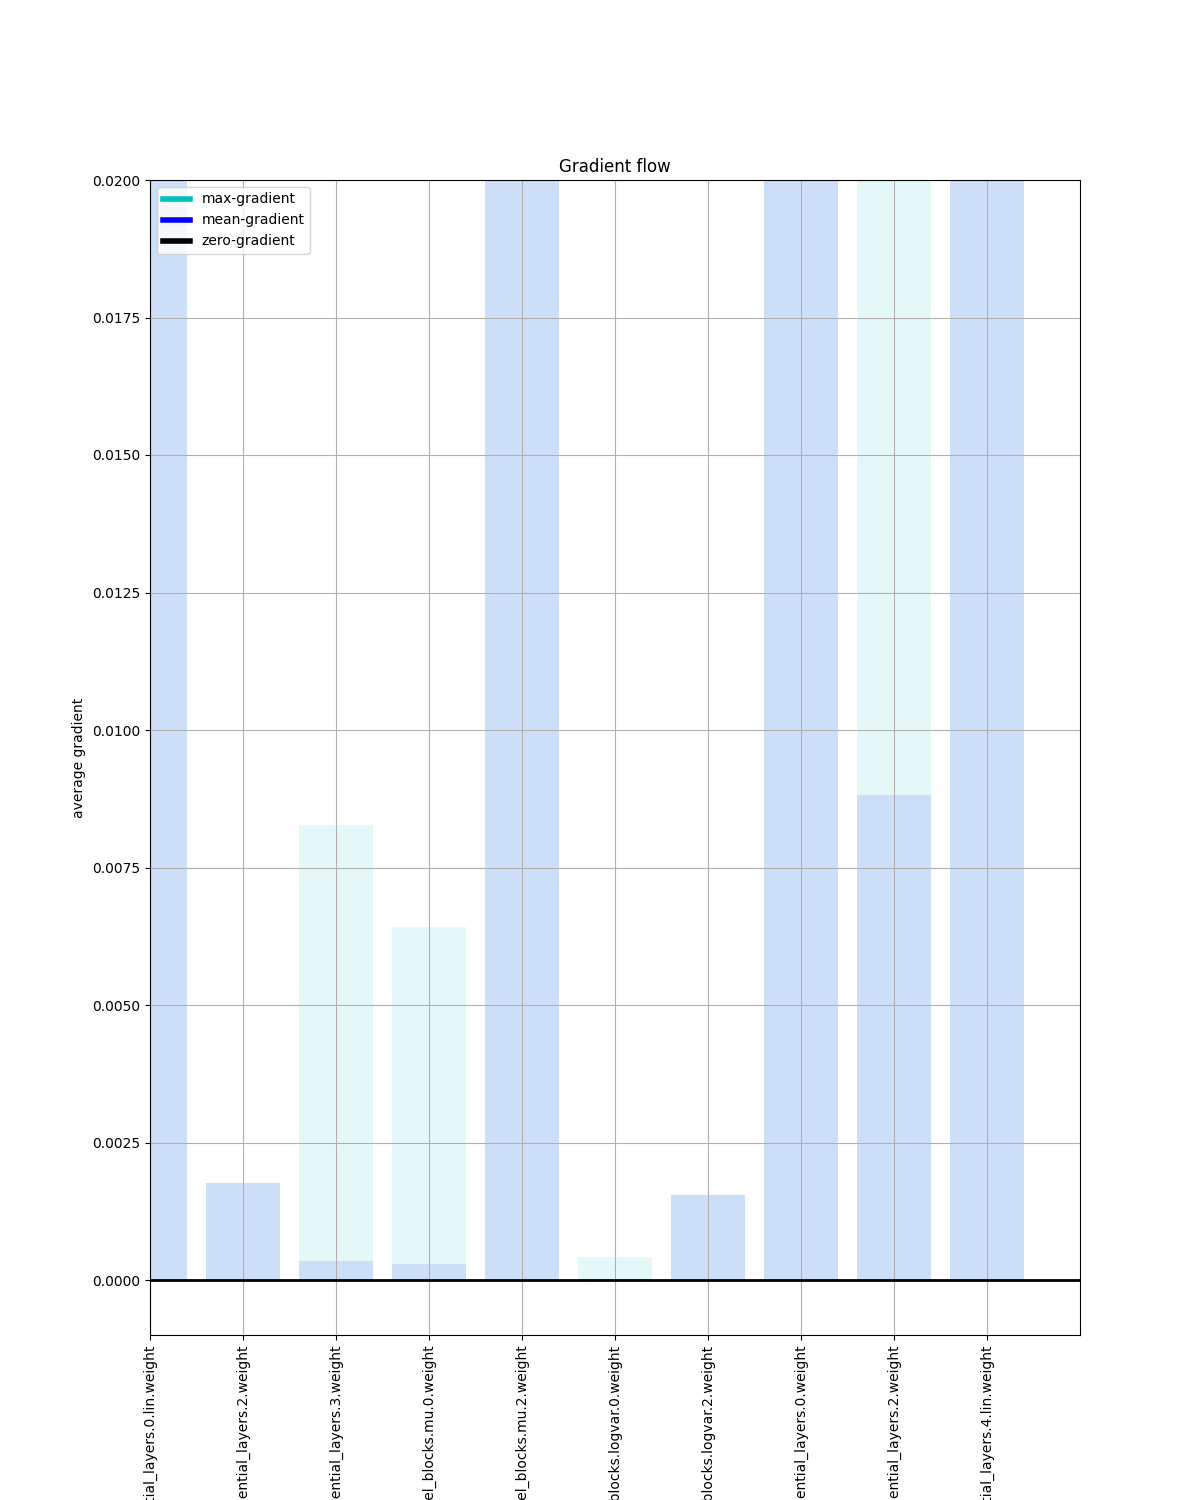 Gradient flow
max-gradient
mean-gradient
zero-gradient
0.0200
0.0175
0.0150
0.0125
0.0100
0.0075
0.0050
0.0025
0.0000
average gradient
tial_layers.0.lin.weight
ential_layers.2.weight
ential_layers.3.weight
el_blocks.mu.0.weight
el_blocks.mu.2.weight
blocks.logvar.0.weight
blocks.logvar.2.weight
ential_layers.0.weight
ential_layers.2.weight
tial_layers.4.lin.weight